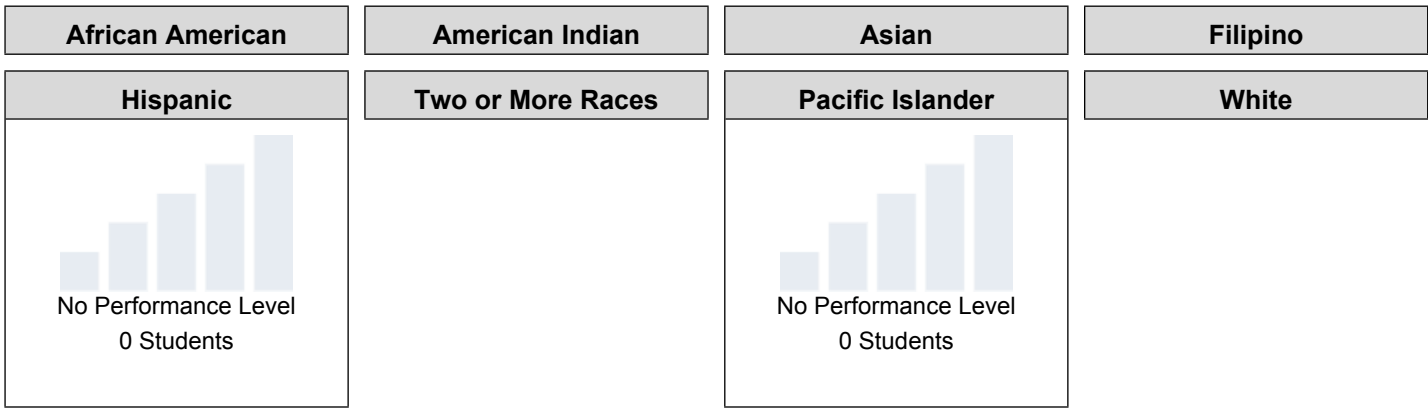 African American
American Indian
Asian
Filipino
Hispanic
No Performance Level
0 Students
Two or More Races
Pacific Islander
No Performance Level
0 Students
White